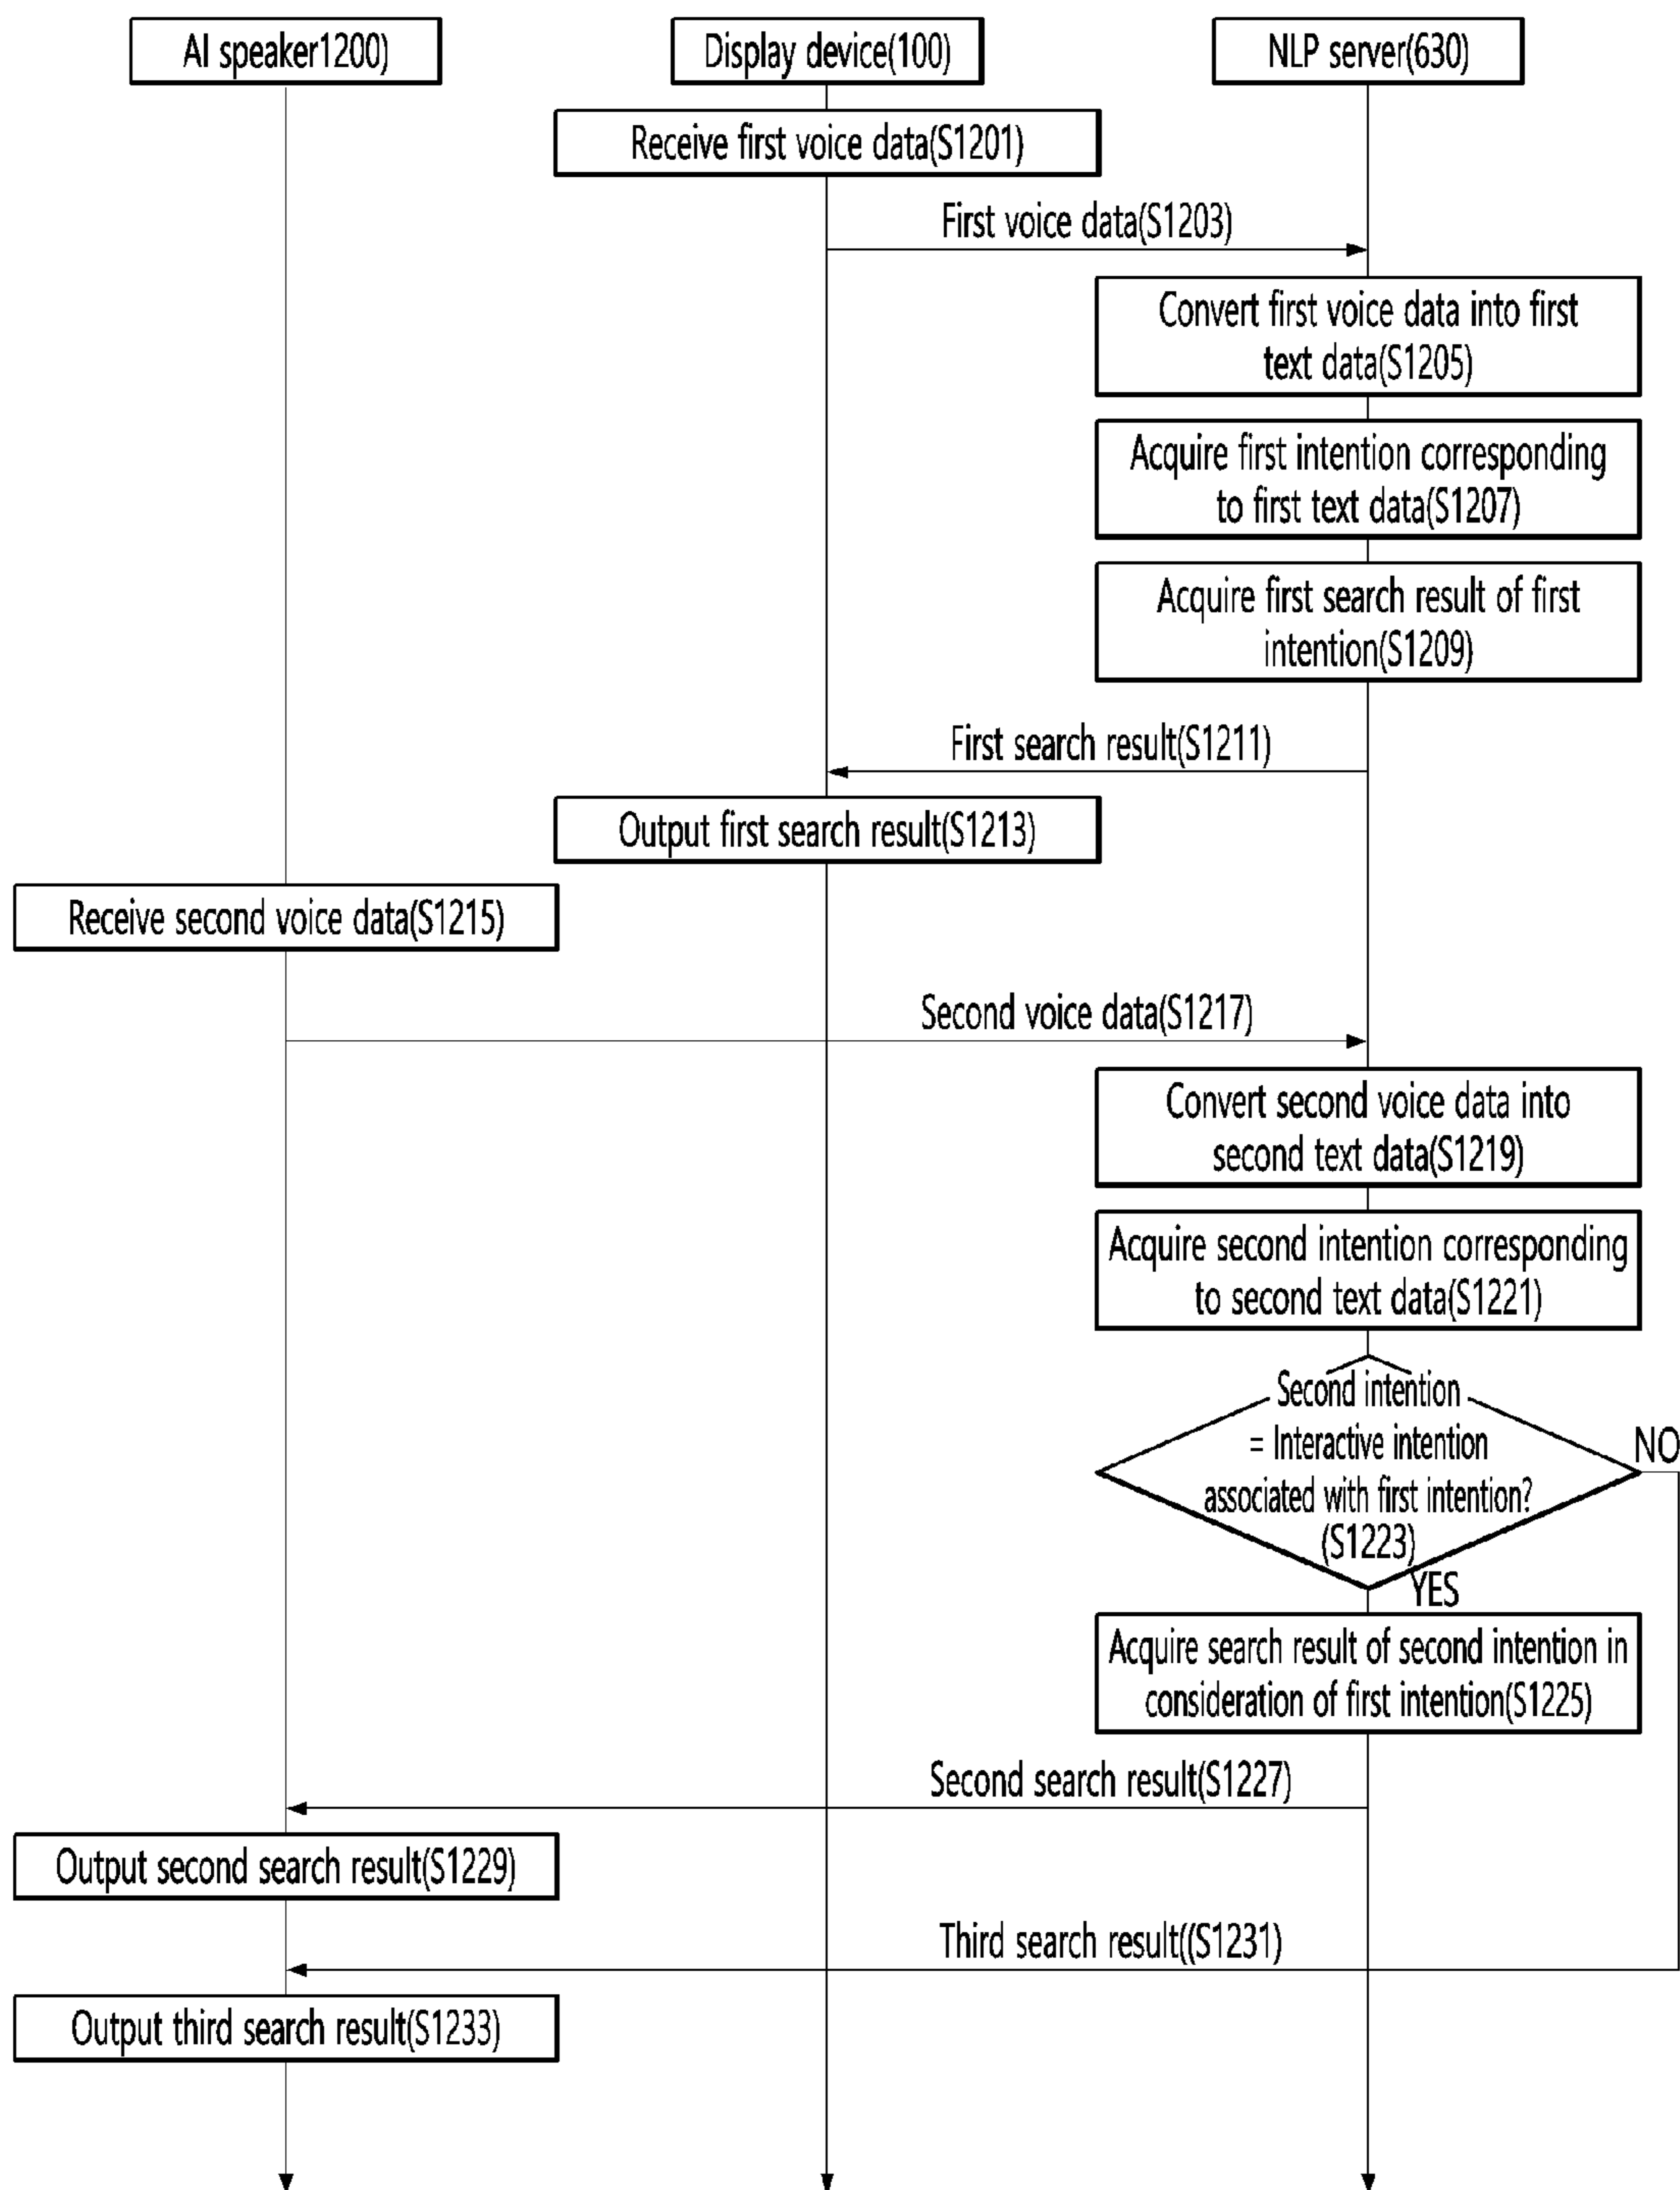 AI speaker1200)
Display device(100)
NLP server(630)
Receive first voice data(S1201)
First voice data(S1203)
Convert first voice data into first
text data(S1205)
Acquire first intention corresponding
to first text data(S1207)
Acquire first search result of first
intention(S1209)
First search result(S1211)
Output first search result(S1213)
Receive second voice data(S1215)
Second voice data(S1217)
Convert second voice data into
second text data(S1219)
Acquire second intention corresponding
to second text data(S1221)
Second intention
= Interactive intention
associated with first intention?
(S1223)
NO
YES
Acquire search result of second intention in
consideration of first intention(S1225)
Second search result(S1227)
Output second search result(S1229)
Third search result((S1231)
Output third search result(S1233)